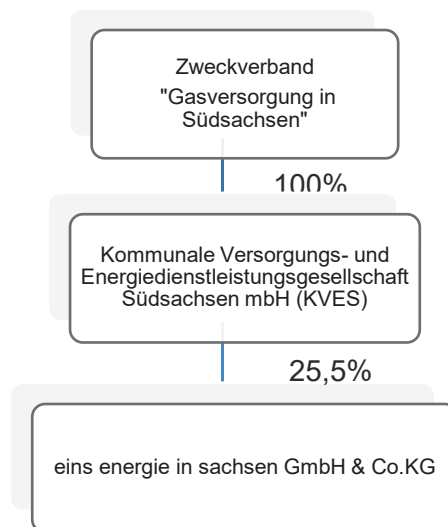 Zweckverband
"Gasversorgung in
Südsachsen"
100%
Kommunale Versorgungs- und
Energiedienstleistungsgesellschaft
Südsachsen mbH (KVES)
25,5%
eins energie in sachsen GmbH & Co.KG